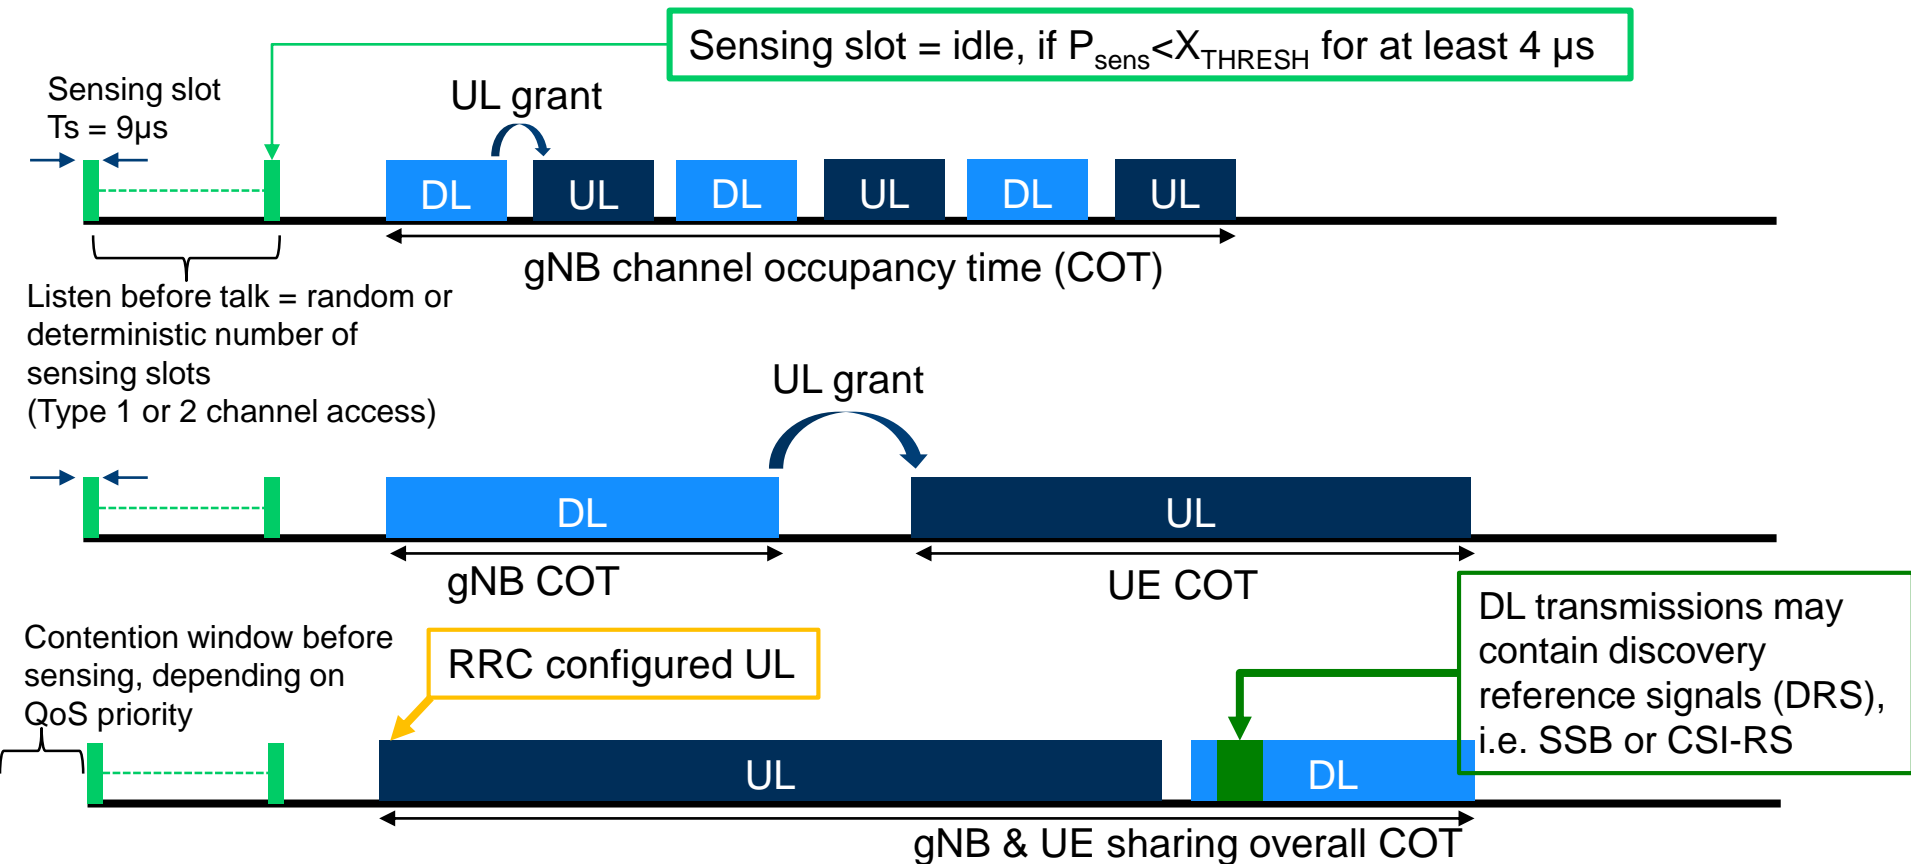 Sensing slot = idle, if P_sens<X_THRESH for at least 4 µs
Sensing slot
Ts = 9µs
UL grant
DL UL DL UL DL UL
gNB channel occupancy time (COT)
Listen before talk = random or
deterministic number of
sensing slots
(Type 1 or 2 channel access)
UL grant
DL UL
gNB COT
UE COT
Contention window before
sensing, depending on
QoS priority
RRC configured UL
DL transmissions may
contain discovery
reference signals (DRS),
i.e. SSB or CSI-RS
UL DL
gNB & UE sharing overall COT